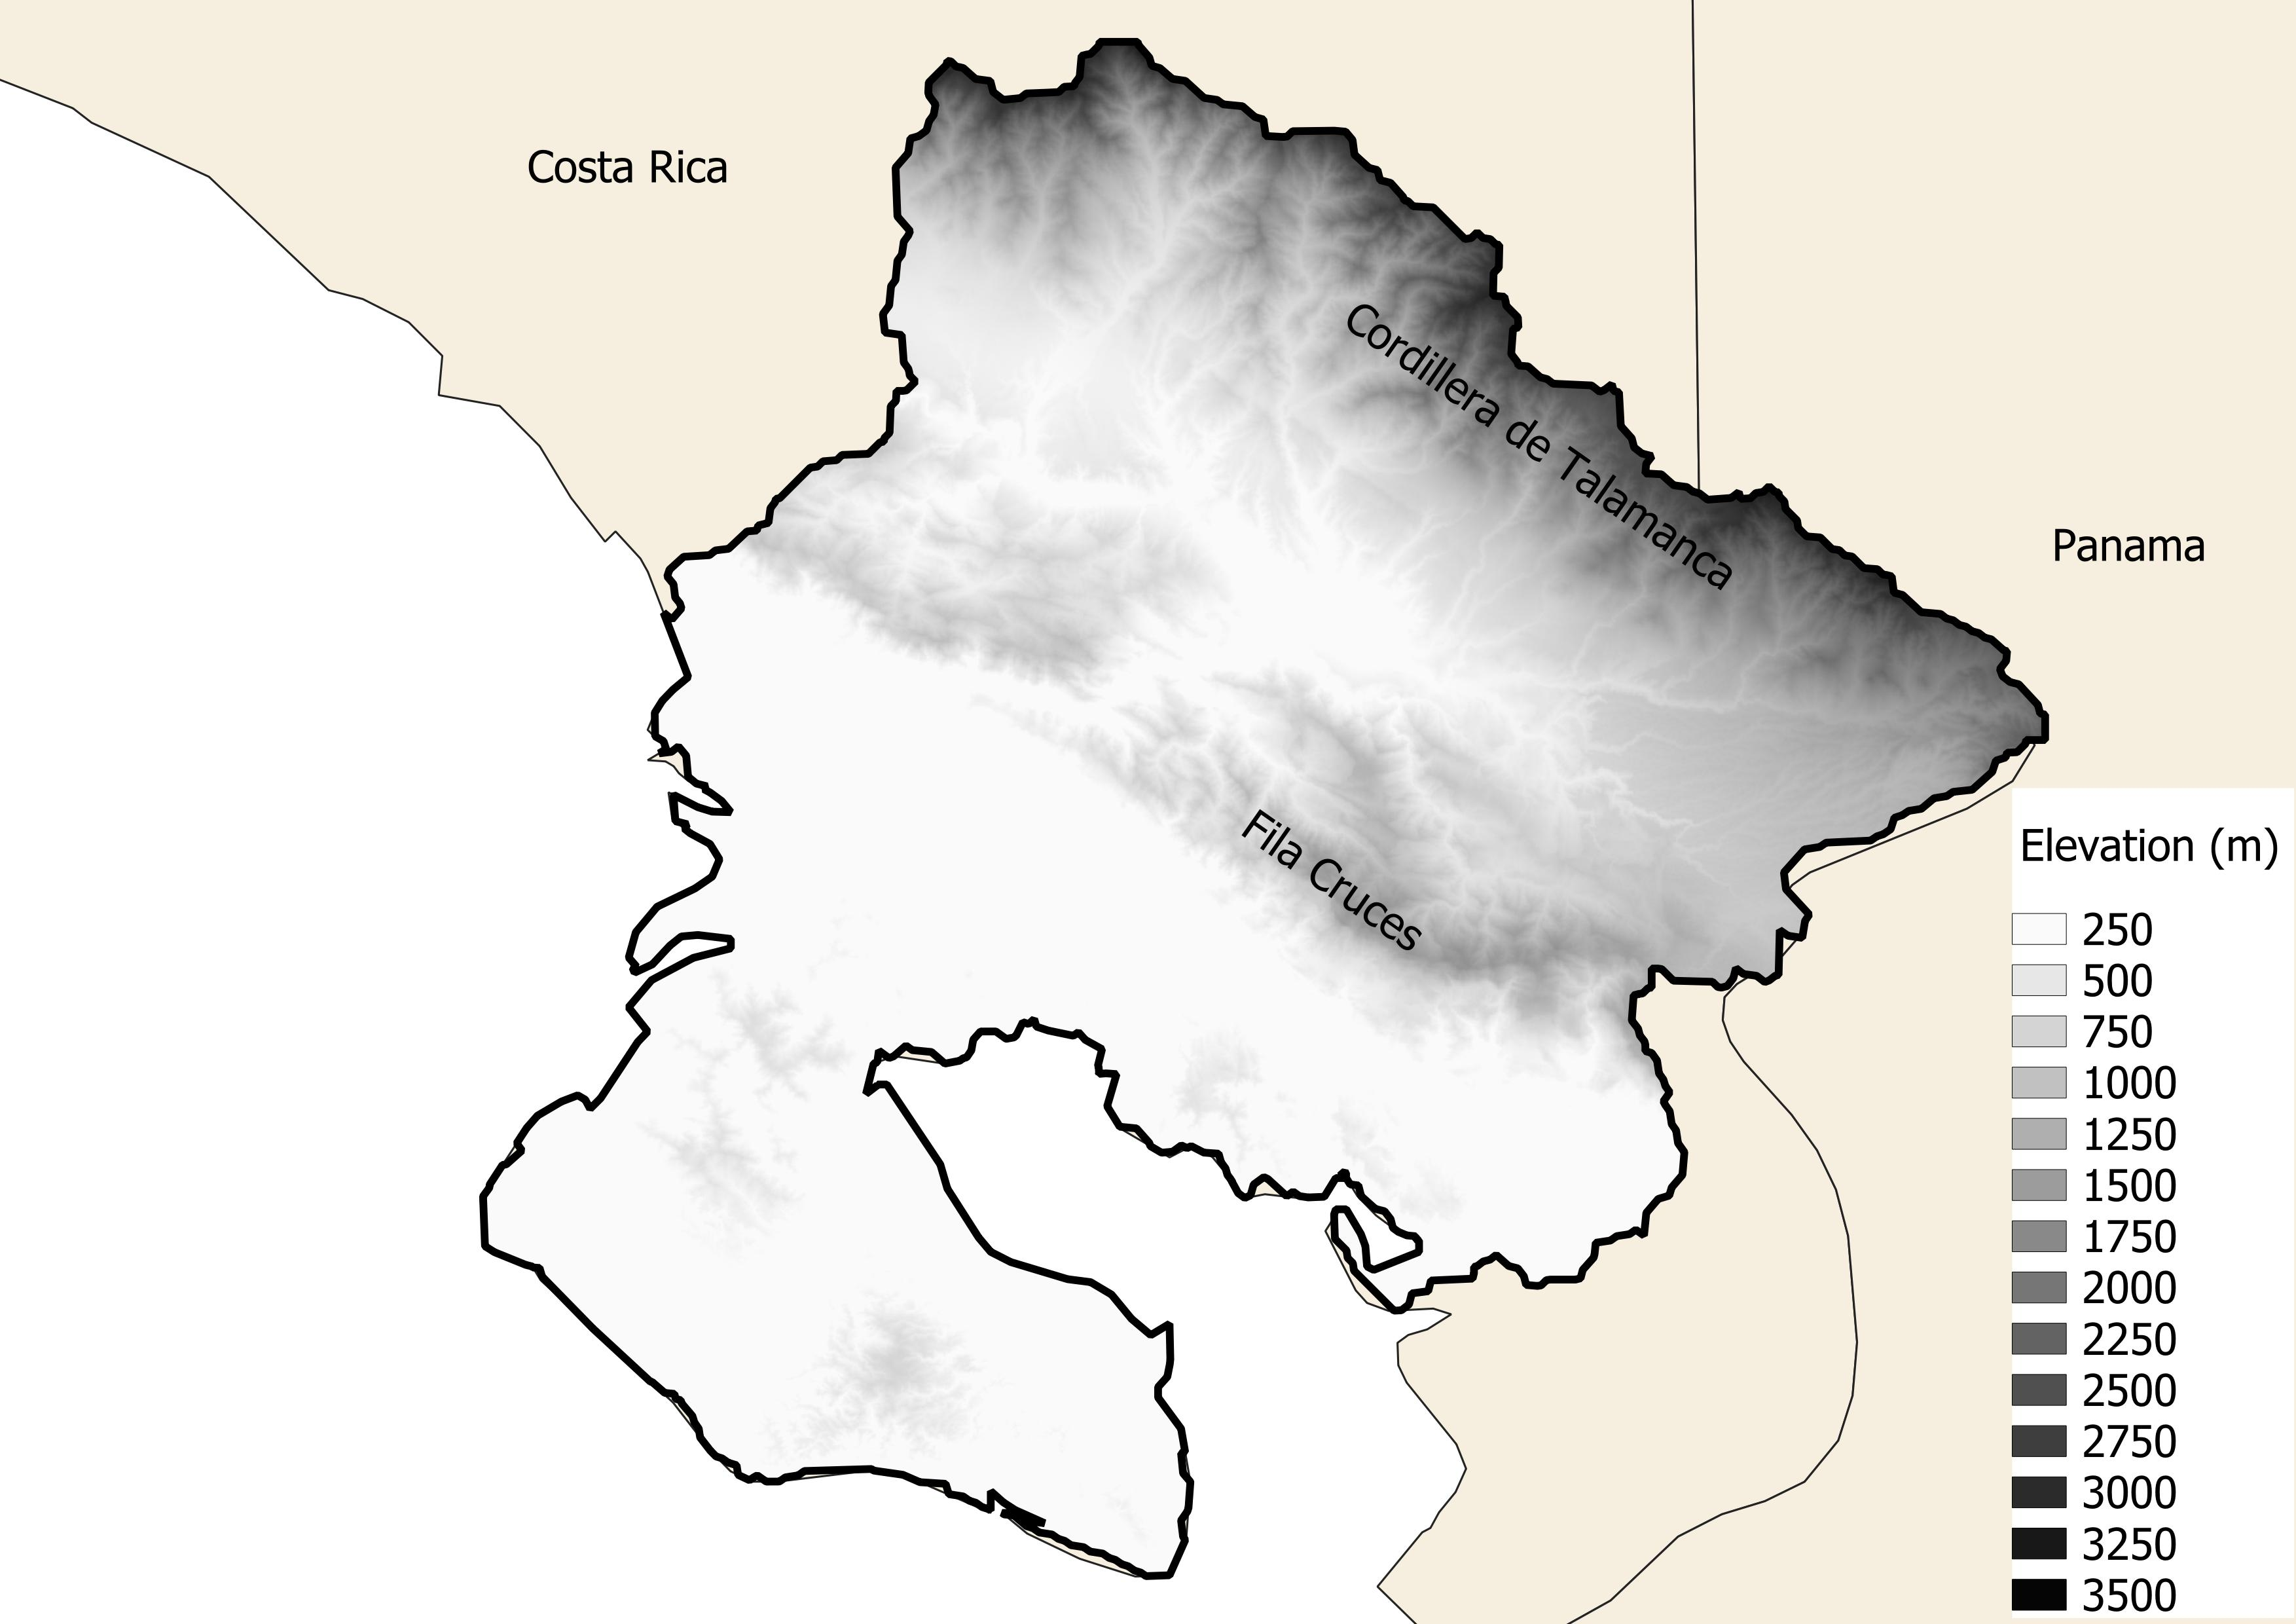 Costa Rica
Cordillera de Talamanca
Panama
Fila Cruces
Elevation (m)
250
500
750
1000
1250
1500
1750
2000
2250
2500
2750
3000
3250
3500